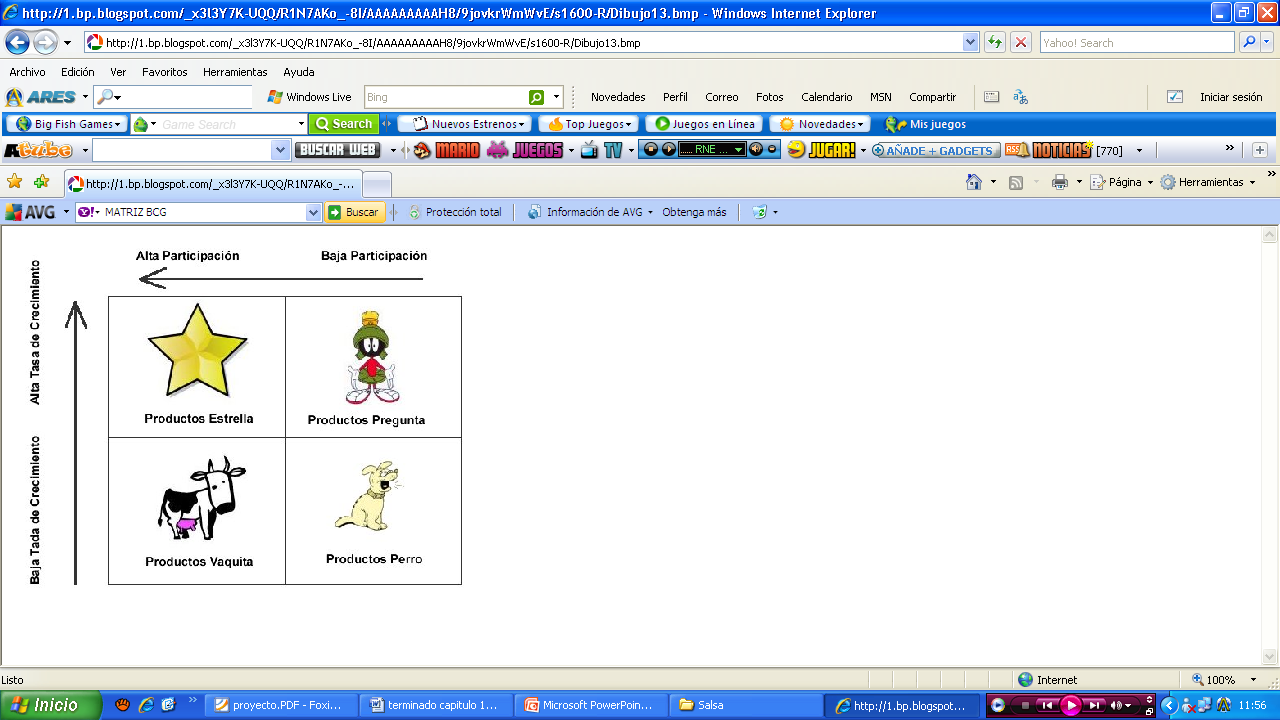 http://1.bp.blogspot.com/_x3l3Y7K-UQQ/R1N7AKo_-8I/AAAAAAAAAH8/9jovkrWmWvE/s1600-R/Dibujo13.bmp - Windows Internet Explorer
http://1.bp.blogspot.com/_x3l3Y7K-UQQ/R1N7AKo_-8I/AAAAAAAAAH8/9jovkrWmWvE/s1600-R/Dibujo13.bmp Yahoo! Search
Archivo Edición Ver Favoritos Herramientas Ayuda
ARES Windows Live Bing Novedades Perfil Correo Fotos Calendario MSN Compartir Iniciar sesión
Big Fish Games Game Search Search Nuevos Estrenos Top Juegos Juegos en Línea Novedades Mis juegos
Atube BUSCAR WEB MARIO JUEGOS TV ..... RNE ... JUGAR! AÑADE + GADGETS RSS NOTICIAS [770] »
http://1.bp.blogspot.com/_x3l3Y7K-UQQ/R1N7AKo_-... Página Herramientas »
AVG Y! MATRIZ BCG Buscar Protección total Información de AVG Obtenga más
Alta Participación Baja Participación
Alta Tasa de Crecimiento
Productos Estrella Productos Pregunta
Baja Tada de Crecimiento
Productos Vaquita Productos Perro
Listo Internet 100%
Inicio » proyecto.PDF - Foxi... terminado capitulo 1... Microsoft PowerPoin... Salsa http://1.bp.blogspot... 11:56